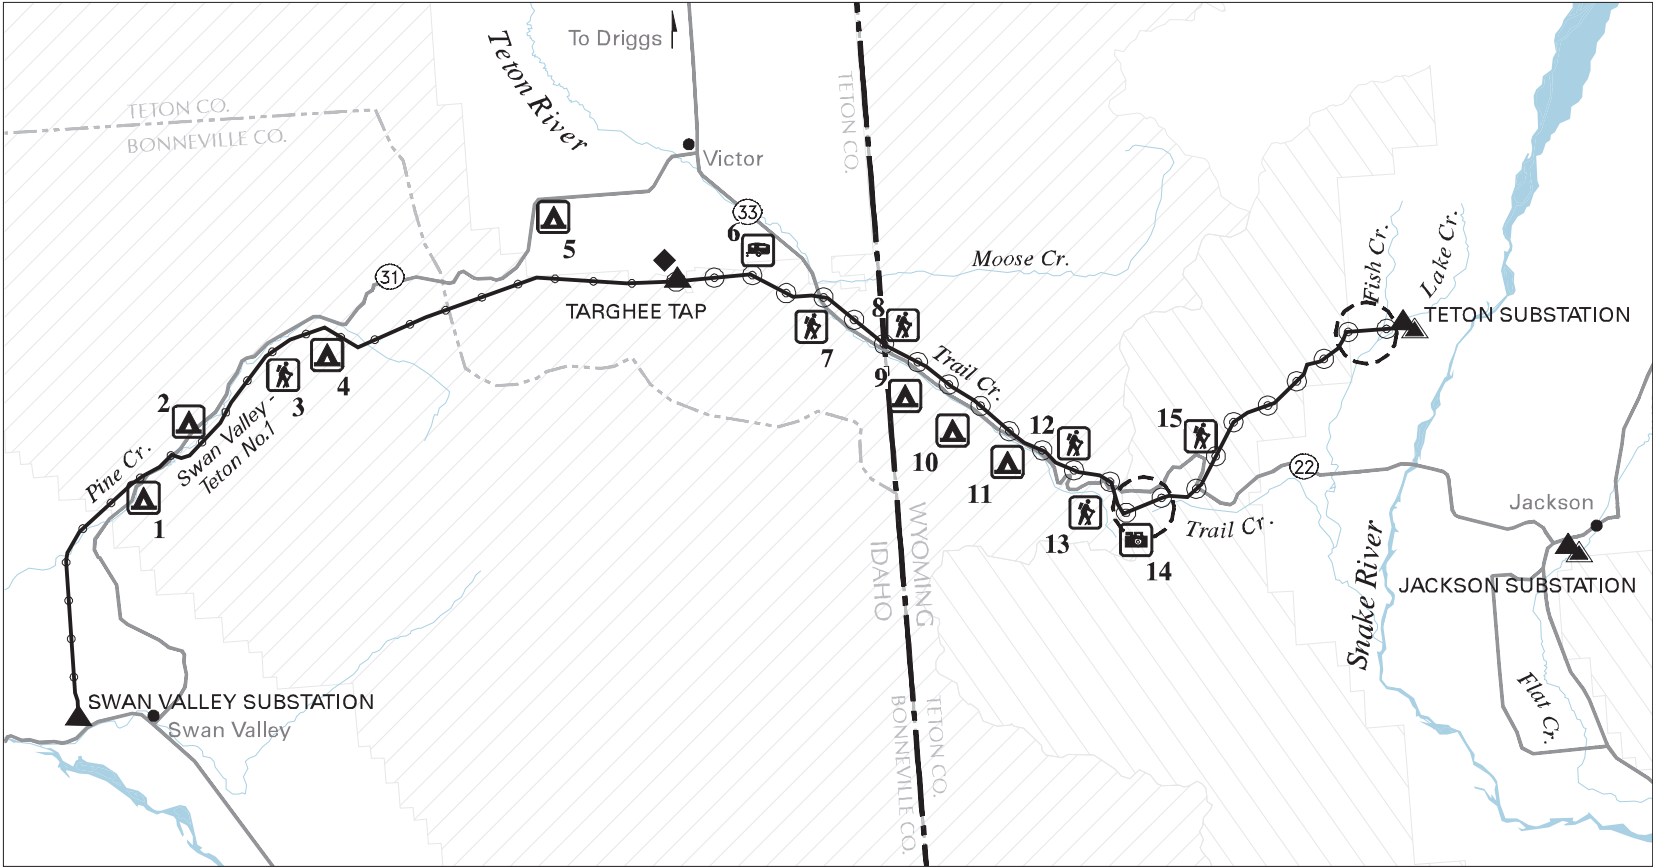 To Driggs
Teton River
TETON CO.
BONNEVILLE CO.
TETON CO.
Victor
33
6
5
31
Moose Cr.
Fish Cr.
Lake Cr.
TARGHEE TAP
TETON SUBSTATION
8
7
Trail Cr.
9
4
3
2
Swan Valley -
Teton No.1
Pine Cr.
1
10
11
12
15
22
13
14
Trail Cr.
Jackson
JACKSON SUBSTATION
WYOMING
IDAHO
Snake River
Flat Cr.
SWAN VALLEY SUBSTATION
Swan Valley
TETON CO.
BONNEVILLE CO.